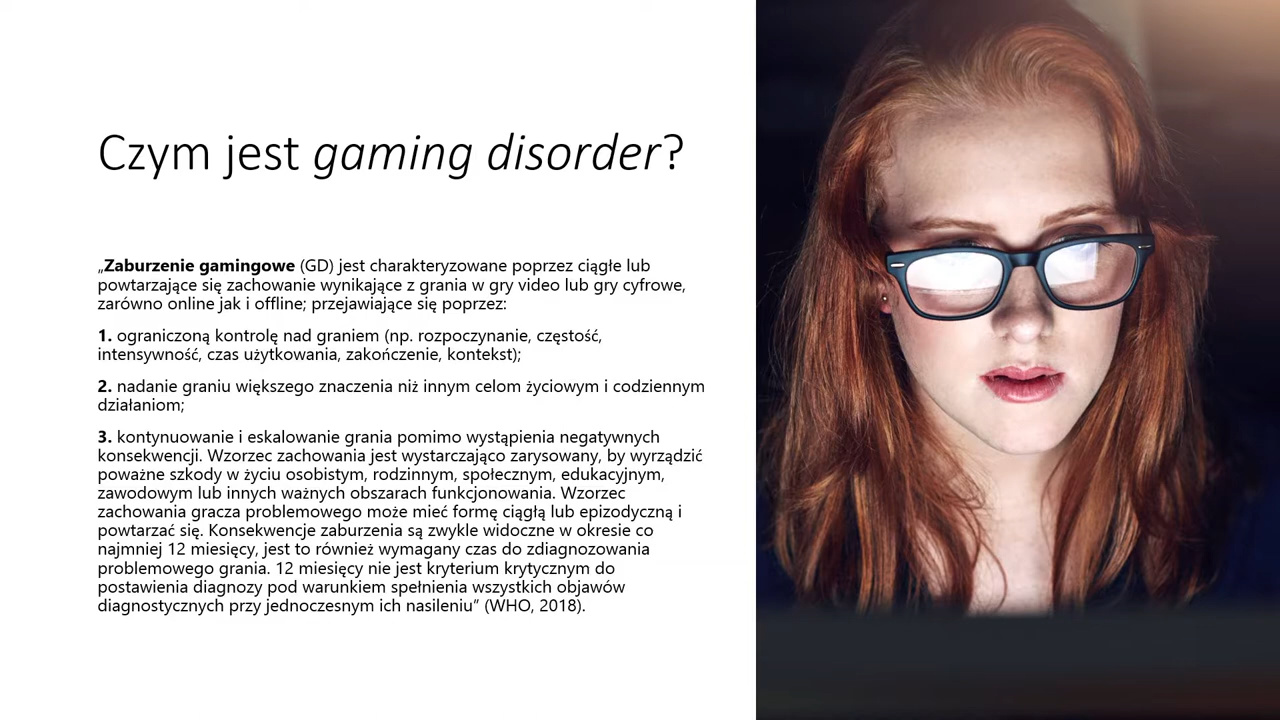 Czym jest gaming disorder?
„Zaburzenie gamingowe (GD) jest charakteryzowane poprzez ciągłe lub
powtarzające się zachowanie wynikające z grania w gry video lub gry cyfrowe,
zarówno online jak i offline; przejawiające się poprzez:
1. ograniczoną kontrolę nad graniem (np. rozpoczynanie, częstość,
intensywność, czas użytkowania, zakończenie, kontekst);
2. nadanie graniu większego znaczenia niż innym celom życiowym i codziennym
działaniom;
3. kontynuowanie i eskalowanie grania pomimo wystąpienia negatywnych
konsekwencji. Wzorzec zachowania jest wystarczająco zarysowany, by wyrządzić
poważne szkody w życiu osobistym, rodzinnym, społecznym, edukacyjnym,
zawodowym lub innych ważnych obszarach funkcjonowania. Wzorzec
zachowania gracza problemowego może mieć formę ciągłą lub epizodyczną i
powtarzać się. Konsekwencje zaburzenia są zwykle widoczne w okresie co
najmniej 12 miesięcy, jest to również wymagany czas do zdiagnozowania
problemowego grania. 12 miesięcy nie jest kryterium krytycznym do
postawienia diagnozy pod warunkiem spełnienia wszystkich objawów
diagnostycznych przy jednoczesnym ich nasileniu” (WHO, 2018).